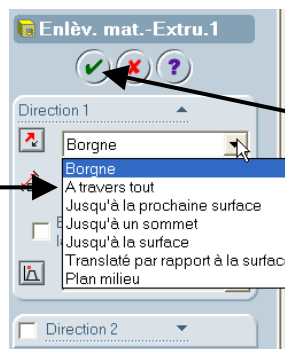 Enlèv. mat.-Extru.1
?
Direction 1
Borgne
Borgne
A travers tout
Jusqu'à la prochaine surface
Jusqu'à un sommet
Jusqu'à la surface
Translaté par rapport à la surfac
Plan milieu
Direction 2